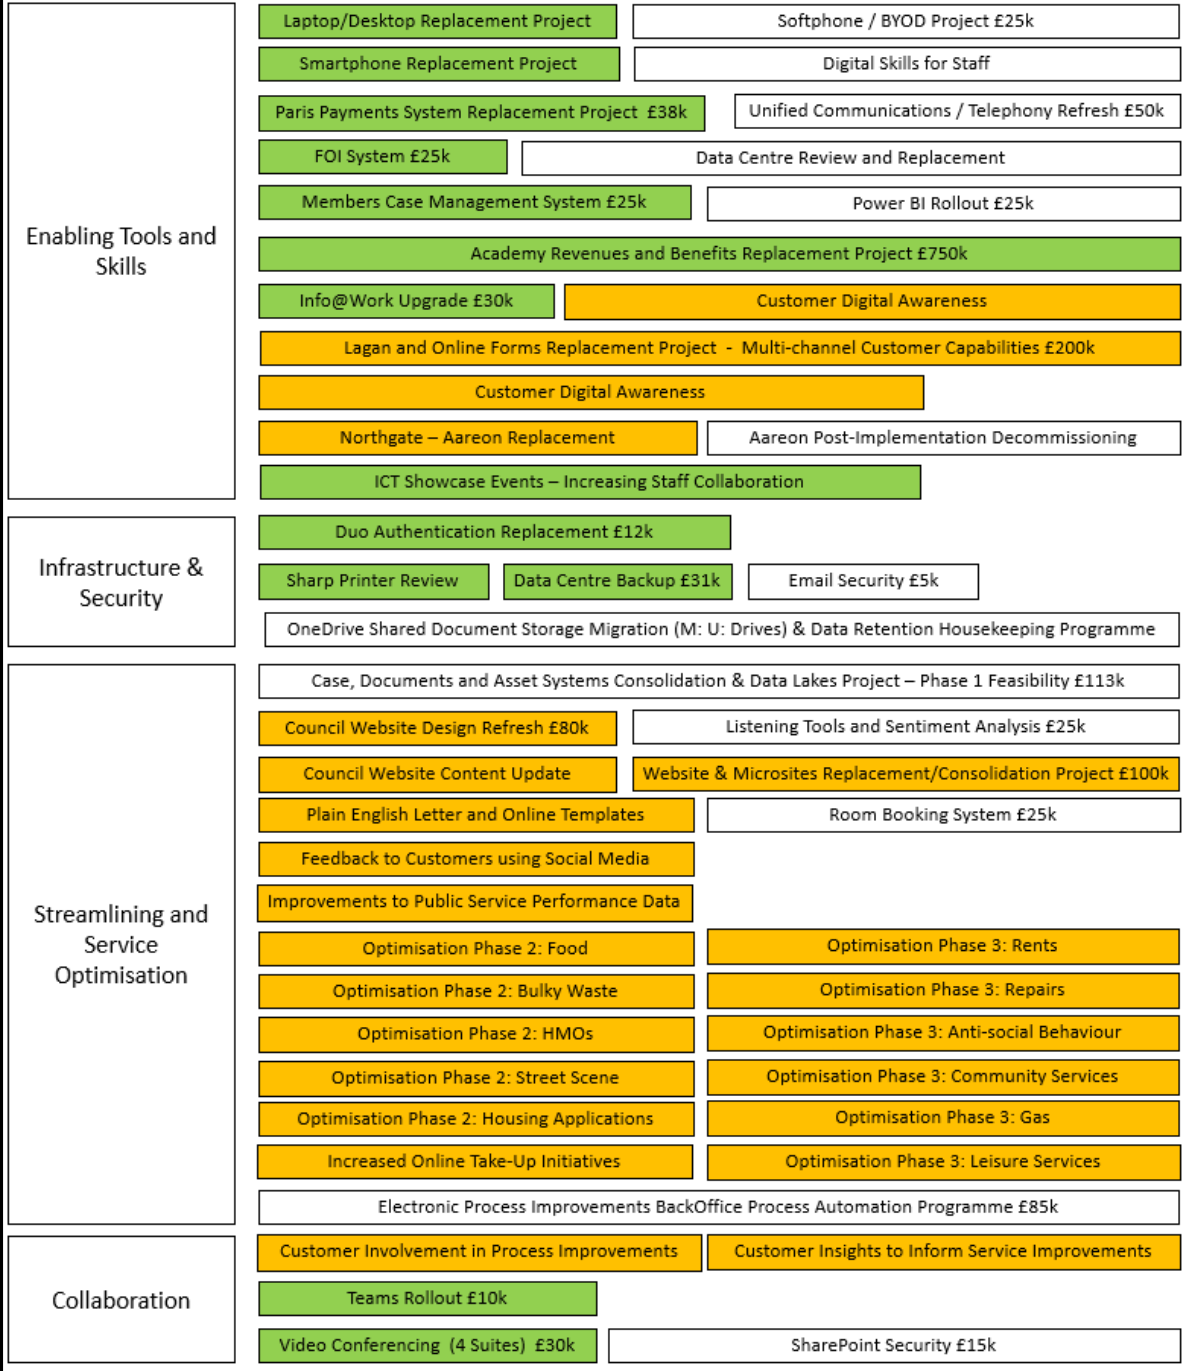 Laptop/Desktop Replacement Project
Softphone / BYOD Project £25k
Smartphone Replacement Project
Digital Skills for Staff
Paris Payments System Replacement Project £38k
Unified Communications / Telephony Refresh £50k
FOI System £25k
Data Centre Review and Replacement
Members Case Management System £25k
Power BI Rollout £25k
Enabling Tools and
Skills
Academy Revenues and Benefits Replacement Project £750k
Info@Work Upgrade £30k
Customer Digital Awareness
Lagan and Online Forms Replacement Project - Multi-channel Customer Capabilities £200k
Customer Digital Awareness
Northgate – Aareon Replacement
Aareon Post-Implementation Decommissioning
ICT Showcase Events – Increasing Staff Collaboration
Infrastructure &
Security
Duo Authentication Replacement £12k
Sharp Printer Review
Data Centre Backup £31k
Email Security £5k
OneDrive Shared Document Storage Migration (M: U: Drives) & Data Retention Housekeeping Programme
Case, Documents and Asset Systems Consolidation & Data Lakes Project – Phase 1 Feasibility £113k
Council Website Design Refresh £80k
Listening Tools and Sentiment Analysis £25k
Council Website Content Update
Website & Microsites Replacement/Consolidation Project £100k
Plain English Letter and Online Templates
Room Booking System £25k
Feedback to Customers using Social Media
Improvements to Public Service Performance Data
Streamlining and
Service
Optimisation
Optimisation Phase 2: Food
Optimisation Phase 3: Rents
Optimisation Phase 2: Bulky Waste
Optimisation Phase 3: Repairs
Optimisation Phase 2: HMOs
Optimisation Phase 3: Anti-social Behaviour
Optimisation Phase 2: Street Scene
Optimisation Phase 3: Community Services
Optimisation Phase 2: Housing Applications
Optimisation Phase 3: Gas
Increased Online Take-Up Initiatives
Optimisation Phase 3: Leisure Services
Electronic Process Improvements BackOffice Process Automation Programme £85k
Collaboration
Customer Involvement in Process Improvements
Customer Insights to Inform Service Improvements
Teams Rollout £10k
Video Conferencing (4 Suites) £30k
SharePoint Security £15k